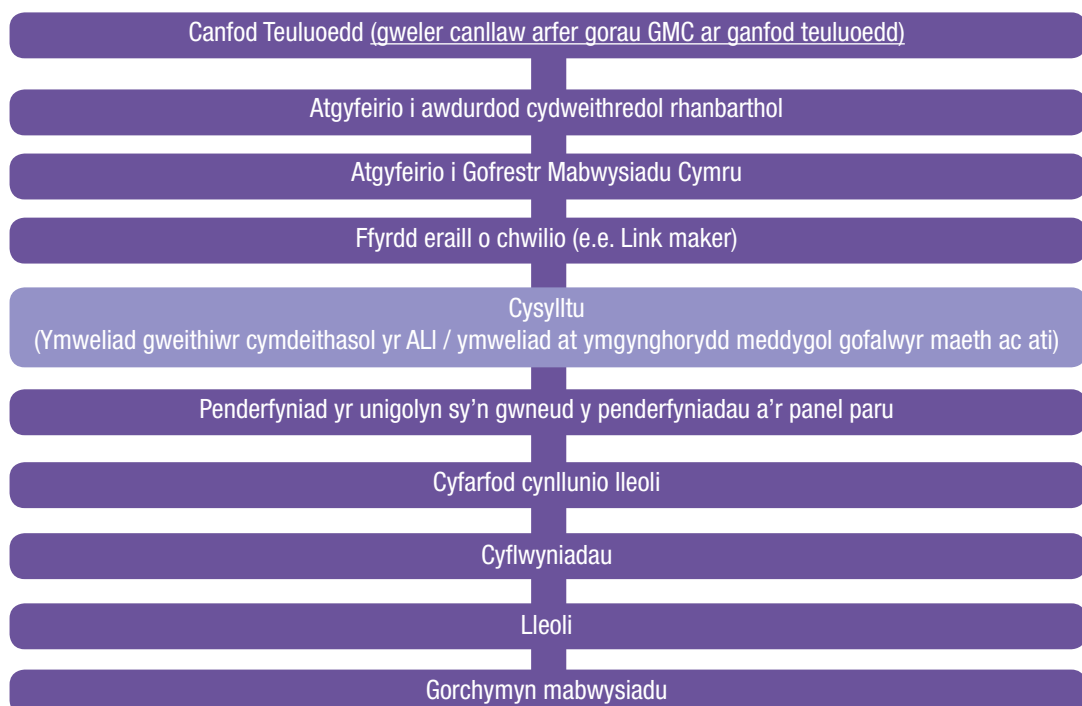 Canfod Teuluoedd (gweler canllaw arfer gorau GMC ar ganfod teuluoedd)
Atgyfeirio i awdurdod cydweithredol rhanbarthol
Atgyfeirio i Gofrestr Mabwysiadu Cymru
Ffyrdd eraill o chwilio (e.e. Link maker)
Cysylltu
(Ymweliad gweithiwr cymdeithasol yr ALI / ymweliad at ymgynghorydd meddygol gofalwyr maeth ac ati)
Penderfyniad yr unigolyn sy’n gwneud y penderfyniadau a’r panel paru
Cyfarfod cynllunio lleoli
Cyflwyniadau
Lleoli
Gorchymyn mabwysiadu